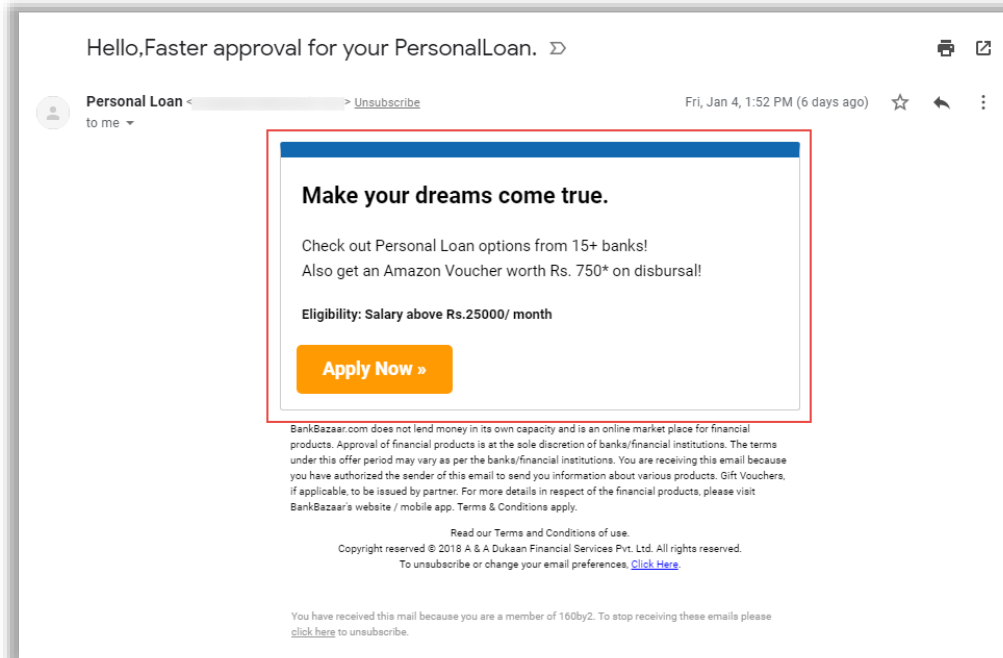 Hello,Faster approval for your PersonalLoan.
Personal Loan < > Unsubscribe
Fri, Jan 4, 1:52 PM (6 days ago)
to me
Make your dreams come true.
Check out Personal Loan options from 15+ banks!
Also get an Amazon Voucher worth Rs. 750* on disbursal!
Eligibility: Salary above Rs.25000/ month
Apply Now »
BankBazaar.com does not lend money in its own capacity and is an online market place for financial
products. Approval of financial products is at the sole discretion of banks/financial institutions. The terms
under this offer period may vary as per the banks/financial institutions. You are receiving this email because
you have authorized the sender of this email to send you information about various products. Gift Vouchers,
if applicable, to be issued by partner. For more details in respect of the financial products, please visit
BankBazaar's website / mobile app. Terms & Conditions apply.
Read our Terms and Conditions of use.
Copyright reserved © 2018 A & A Dukaan Financial Services Pvt. Ltd. All rights reserved.
To unsubscribe or change your email preferences, Click Here.
You have received this mail because you are a member of 160by2. To stop receiving these emails please
click here to unsubscribe.